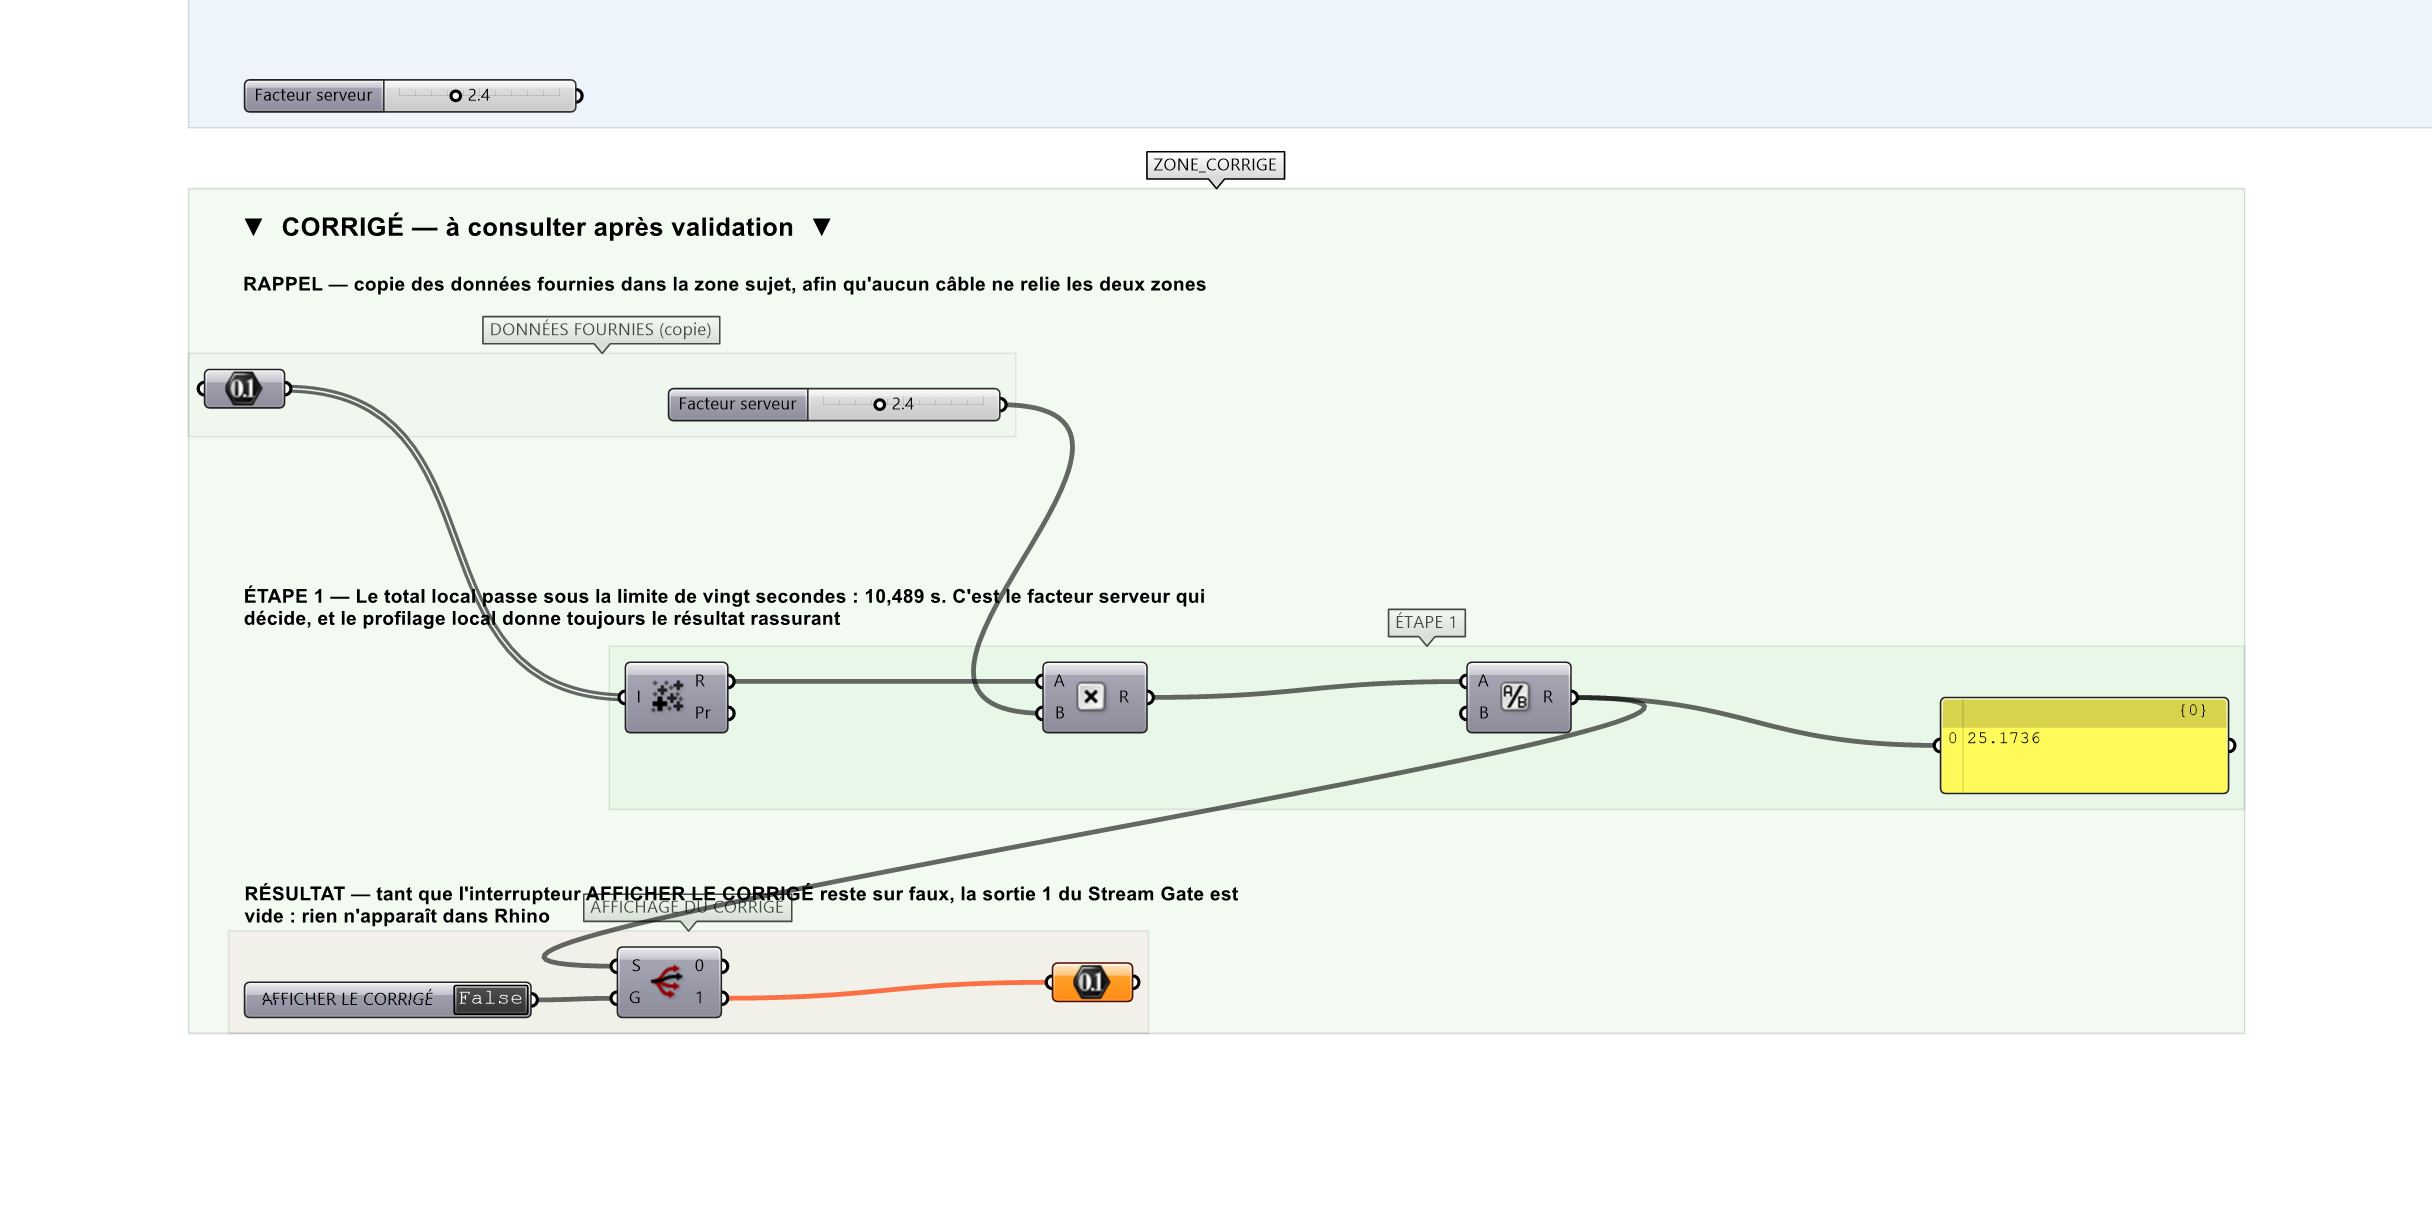 Facteur serveur 2.4
ZONE_CORRIGE
▼ CORRIGÉ — à consulter après validation ▼
RAPPEL — copie des données fournies dans la zone sujet, afin qu'aucun câble ne relie les deux zones
DONNÉES FOURNIES (copie)
0.1
Facteur serveur 2.4
ÉTAPE 1 — Le total local passe sous la limite de vingt secondes : 10,489 s. C'est le facteur serveur qui
décide, et le profilage local donne toujours le résultat rassurant
ÉTAPE 1
I R Pr
A B R
A B A/B R
{0}
0 25.1736
RÉSULTAT — tant que l'interrupteur AFFICHER LE CORRIGÉ reste sur faux, la sortie 1 du Stream Gate est
vide : rien n'apparaît dans Rhino
AFFICHAGE DU CORRIGÉ
AFFICHER LE CORRIGÉ False
S G 0 1
0.1